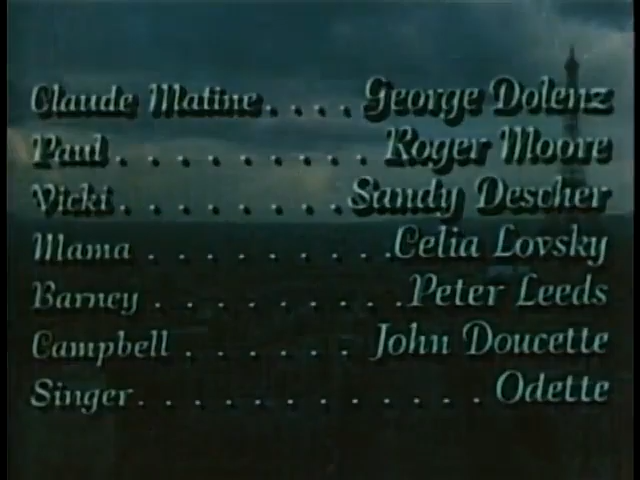 Claude Matine.... George Dolenz
Paul......... Roger Moore
Vicki......... Sandy Descher
Mama......... Celia Lovsky
Barney......... Peter Leeds
Campbell...... John Doucette
Singer............ Odette